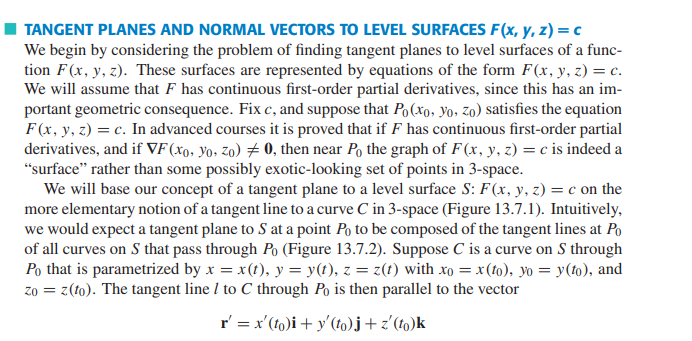 TANGENT PLANES AND NORMAL VECTORS TO LEVEL SURFACES F(x, y, z) = c
We begin by considering the problem of finding tangent planes to level surfaces of a func-
tion F(x, y, z). These surfaces are represented by equations of the form F(x, y, z) = c.
We will assume that F has continuous first-order partial derivatives, since this has an im-
portant geometric consequence. Fix c, and suppose that P₀(x₀, y₀, z₀) satisfies the equation
F(x, y, z) = c. In advanced courses it is proved that if F has continuous first-order partial
derivatives, and if ∇F(x₀, y₀, z₀) ≠ 0, then near P₀ the graph of F(x, y, z) = c is indeed a
“surface” rather than some possibly exotic-looking set of points in 3-space.
We will base our concept of a tangent plane to a level surface S: F(x, y, z) = c on the
more elementary notion of a tangent line to a curve C in 3-space (Figure 13.7.1). Intuitively,
we would expect a tangent plane to S at a point P₀ to be composed of the tangent lines at P₀
of all curves on S that pass through P₀ (Figure 13.7.2). Suppose C is a curve on S through
P₀ that is parametrized by x = x(t), y = y(t), z = z(t) with x₀ = x(t₀), y₀ = y(t₀), and
z₀ = z(t₀). The tangent line l to C through P₀ is then parallel to the vector
r′ = x′(t₀)i + y′(t₀)j + z′(t₀)k